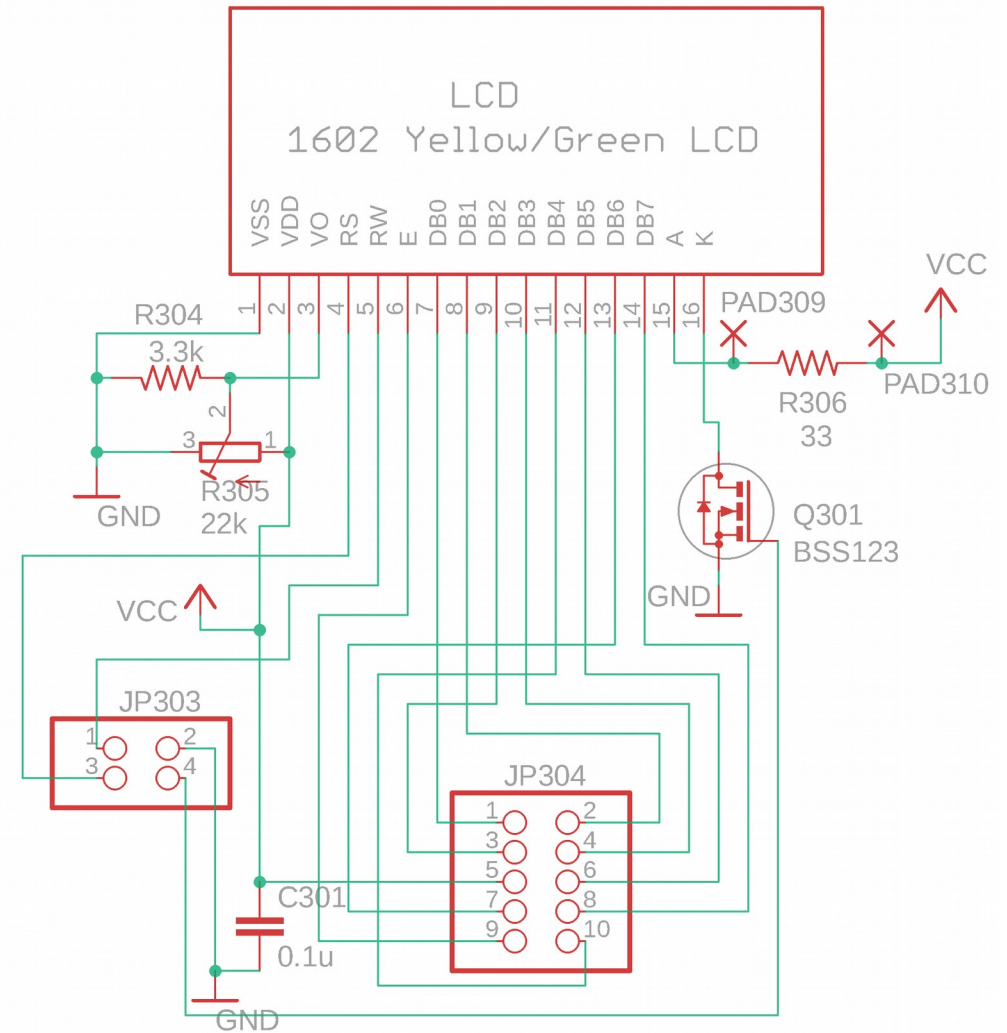 LCD
1602 Yellow/Green LCD
VSS
VDD
VO
RS
RW
E
DB0
DB1
DB2
DB3
DB4
DB5
DB6
DB7
A
K
1
2
3
4
5
6
7
8
9
10
11
12
13
14
15
16
VCC
PAD309
R304
3.3k
PAD310
R306
33
2
3
1
R305
22k
GND
Q301
BSS123
GND
VCC
JP303
1
2
3
4
JP304
1
2
3
4
5
6
7
8
9
10
C301
0.1u
GND